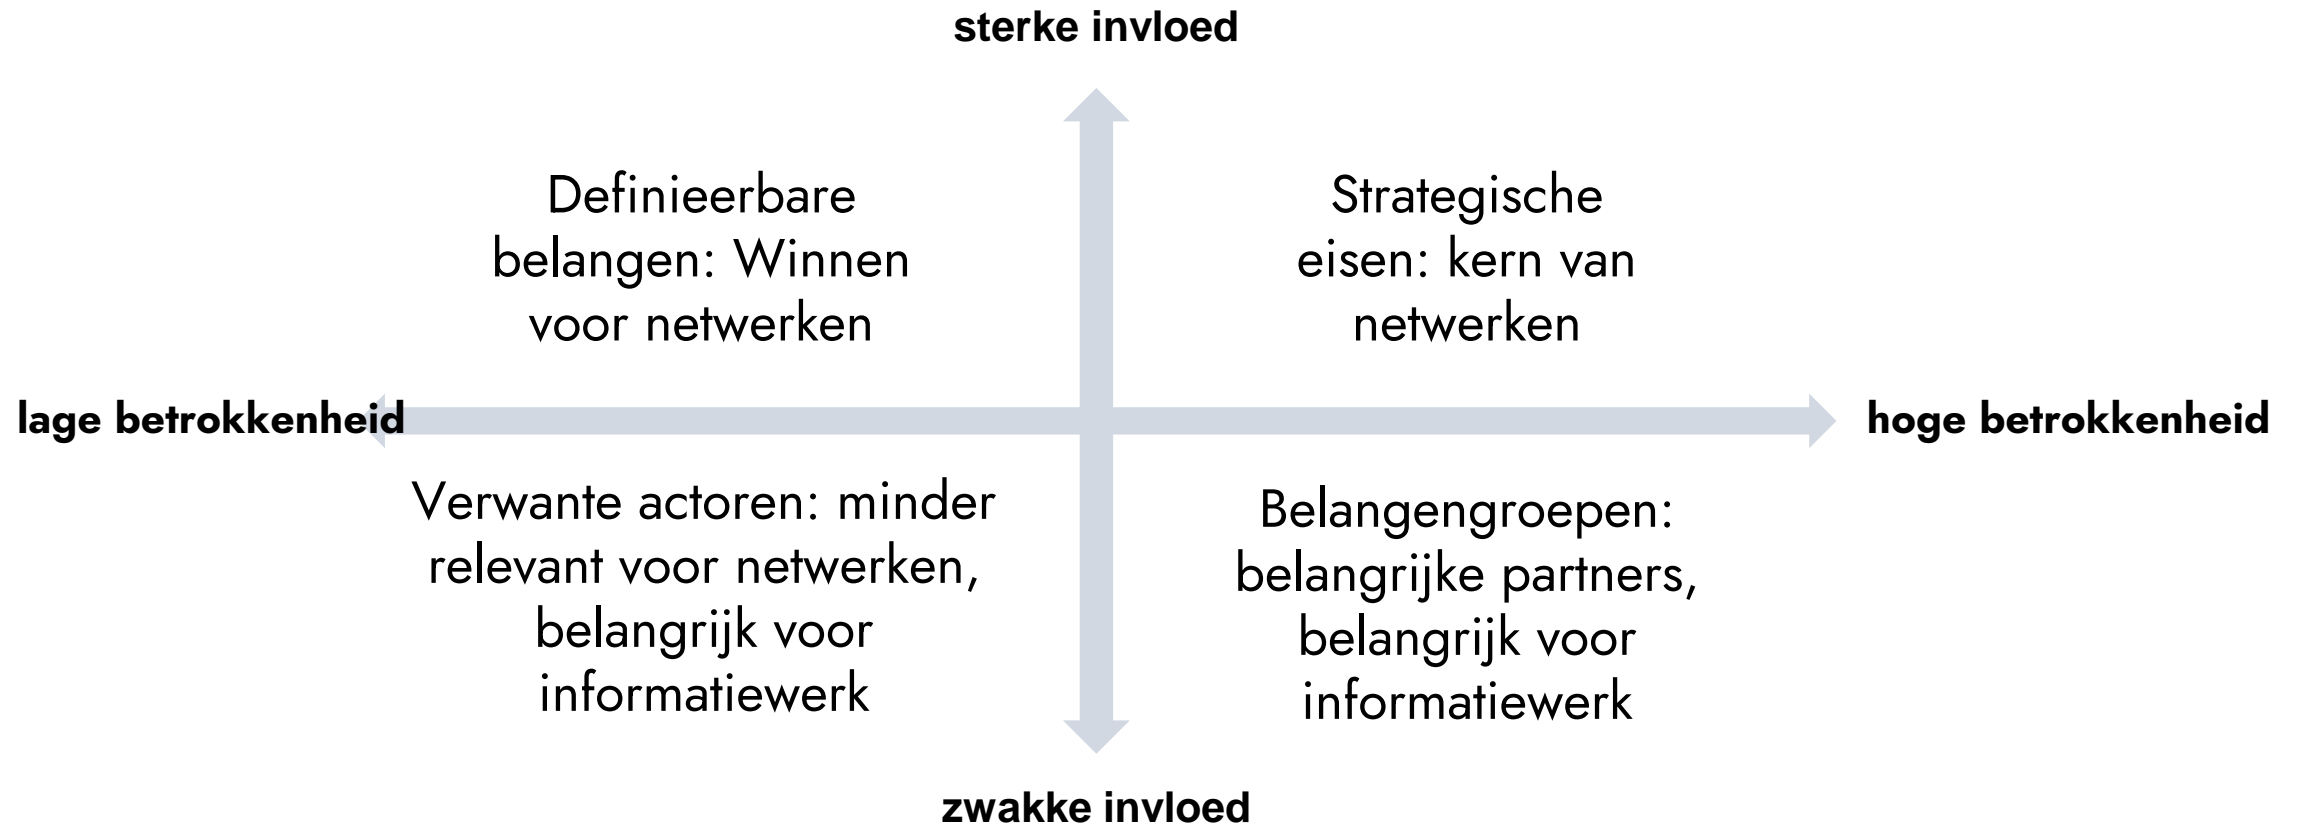 sterke invloed
Definieerbare
belangen: Winnen
voor netwerken
Strategische
eisen: kern van
netwerken
lage betrokkenheid
hoge betrokkenheid
Verwante actoren: minder
relevant voor netwerken,
belangrijk voor
informatiewerk
Belangengroepen:
belangrijke partners,
belangrijk voor
informatiewerk
zwakke invloed